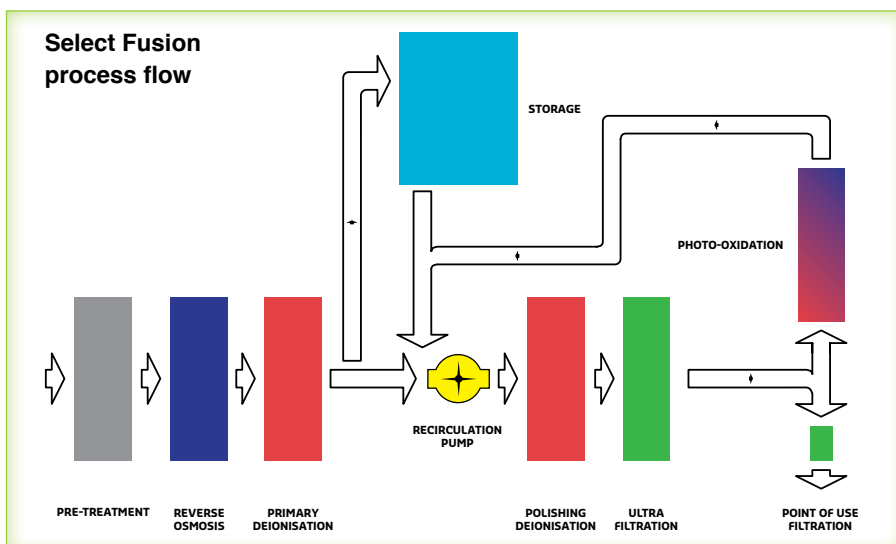 Select Fusion
process flow
STORAGE
PHOTO-OXIDATION
RECIRCULATION
PUMP
PRE-TREATMENT
REVERSE
OSMOSIS
PRIMARY
DEIONISATION
POLISHING
DEIONISATION
ULTRA
FILTRATION
POINT OF USE
FILTRATION